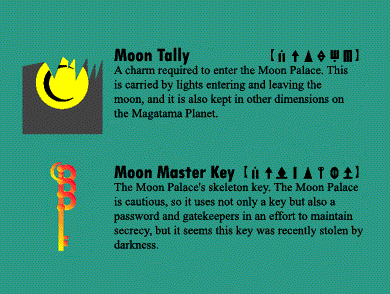 Moon Tally
A charm required to enter the Moon Palace. This
is carried by lights entering and leaving the
moon, and it is also kept in other dimensions on
the Magatama Planet.
Moon Master Key
The Moon Palace's skeleton key. The Moon Palace
is cautious, so it uses not only a key but also a
password and gatekeepers in an effort to maintain
secrecy, but it seems this key was recently stolen by
darkness.